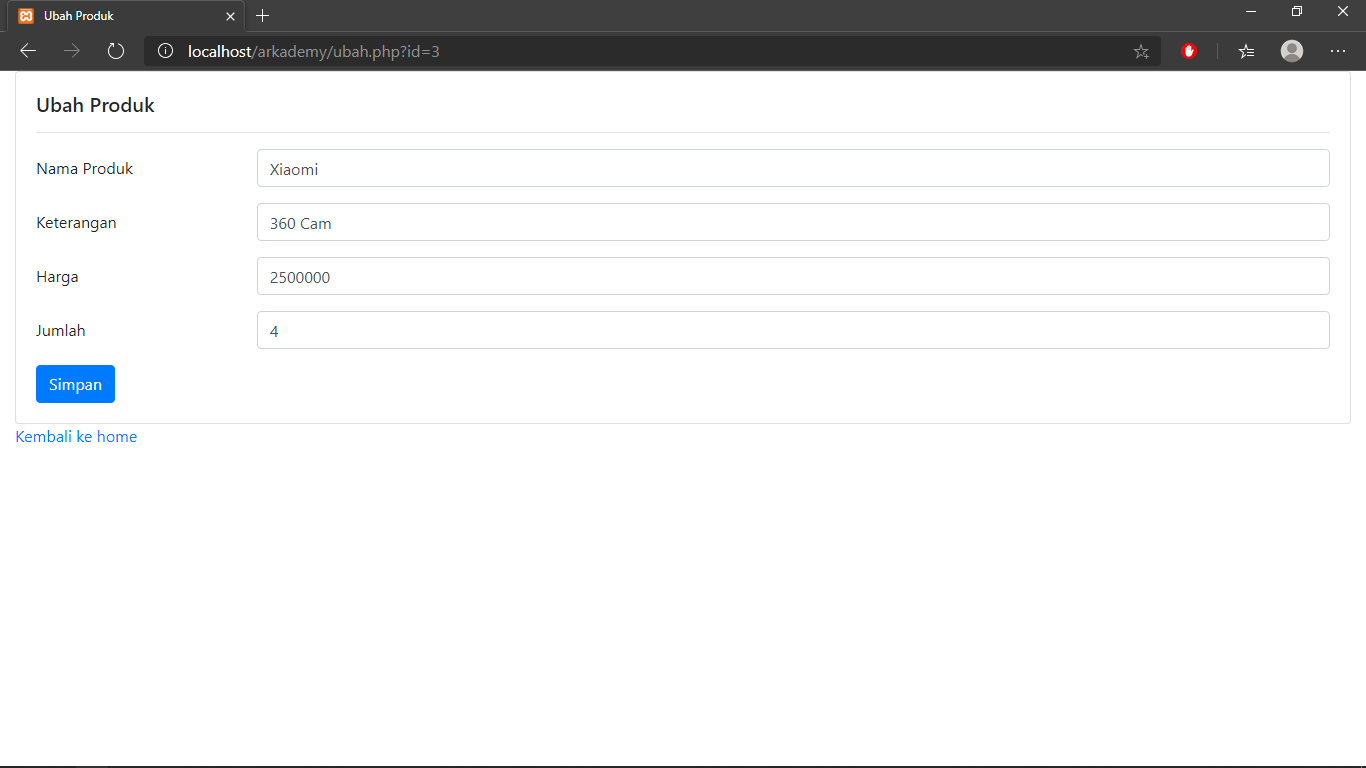 Ubah Produk
localhost/arkademy/ubah.php?id=3
Ubah Produk
Nama Produk
Xiaomi
Keterangan
360 Cam
Harga
2500000
Jumlah
4
Simpan
Kembali ke home